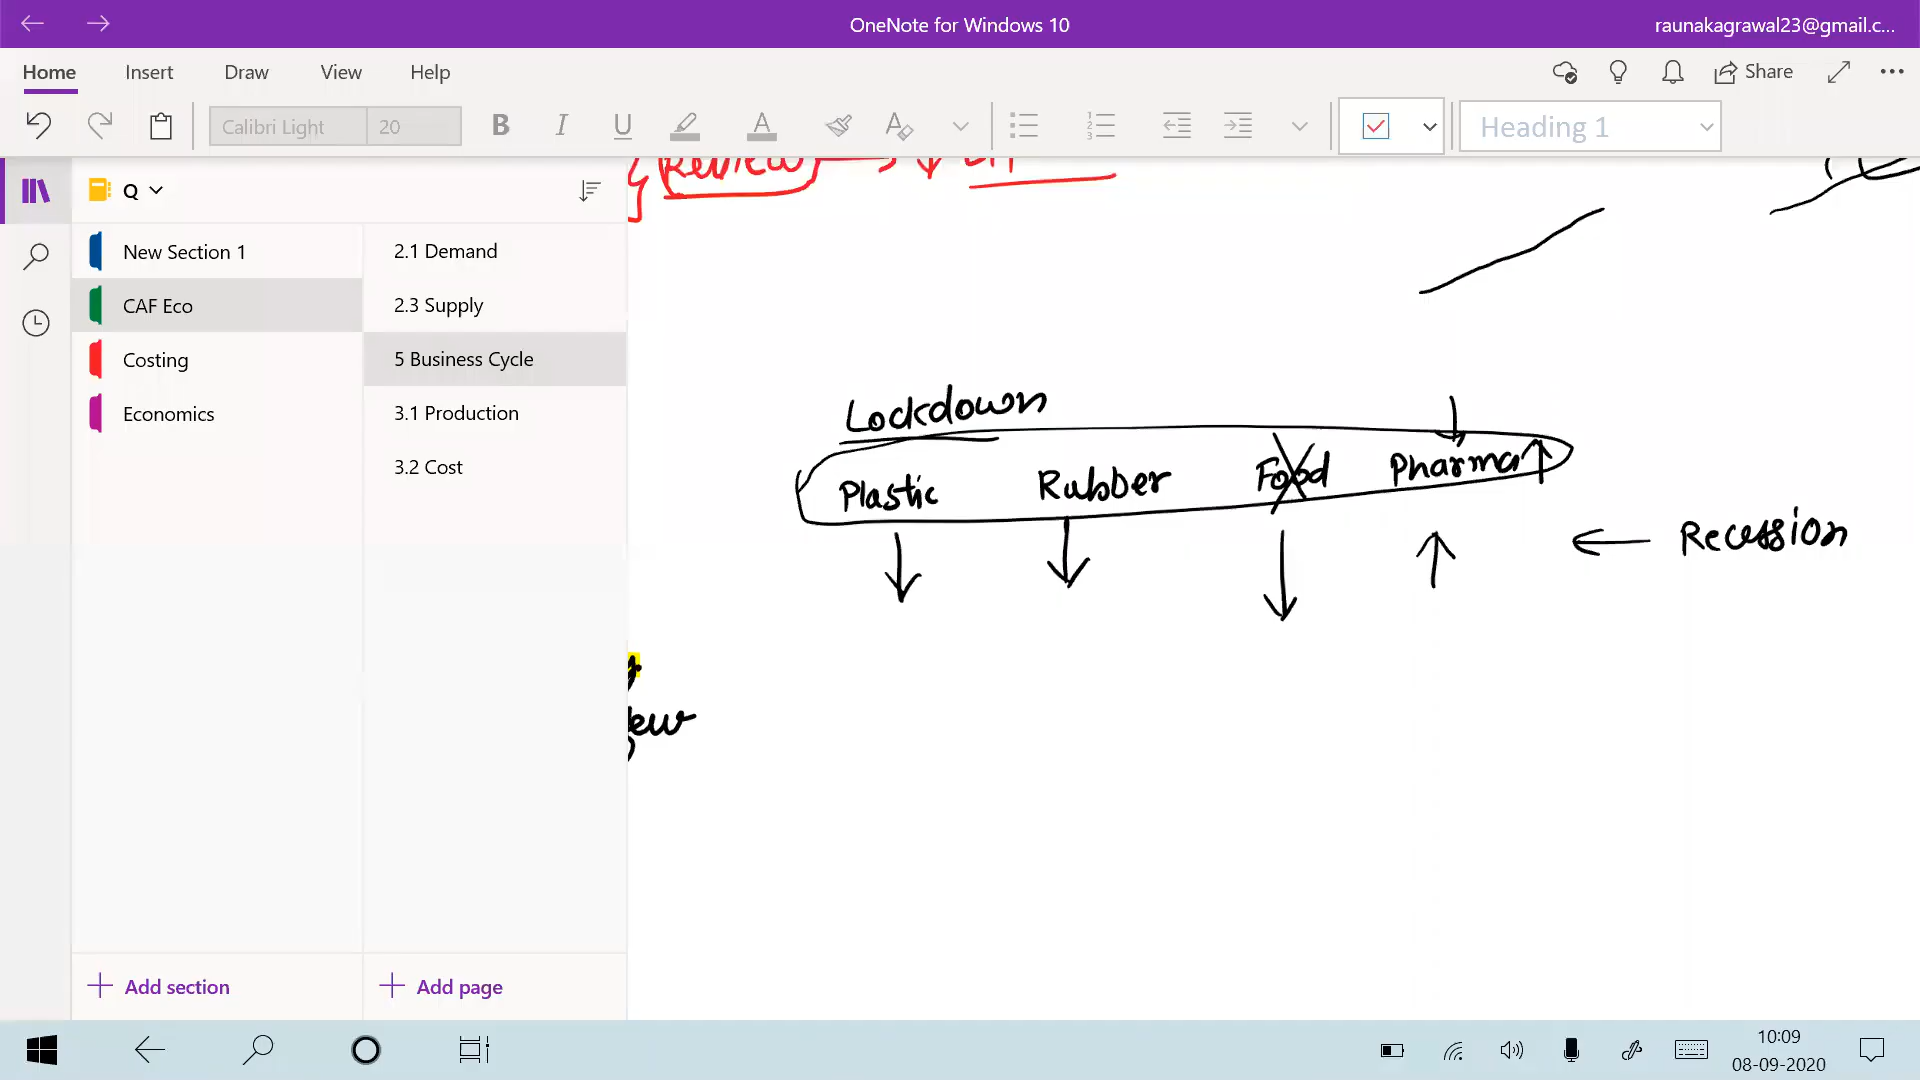 OneNote for Windows 10
raunakagrawal23@gmail.c...
Home Insert Draw View Help
Share
Calibri Light 20 B I U A A Heading 1
Review
Q
New Section 1
CAF Eco
Costing
Economics
2.1 Demand
2.3 Supply
5 Business Cycle
3.1 Production
3.2 Cost
Lockdown
Plastic Rubber Food Pharma
Recession
Add section
Add page
10:09
08-09-2020